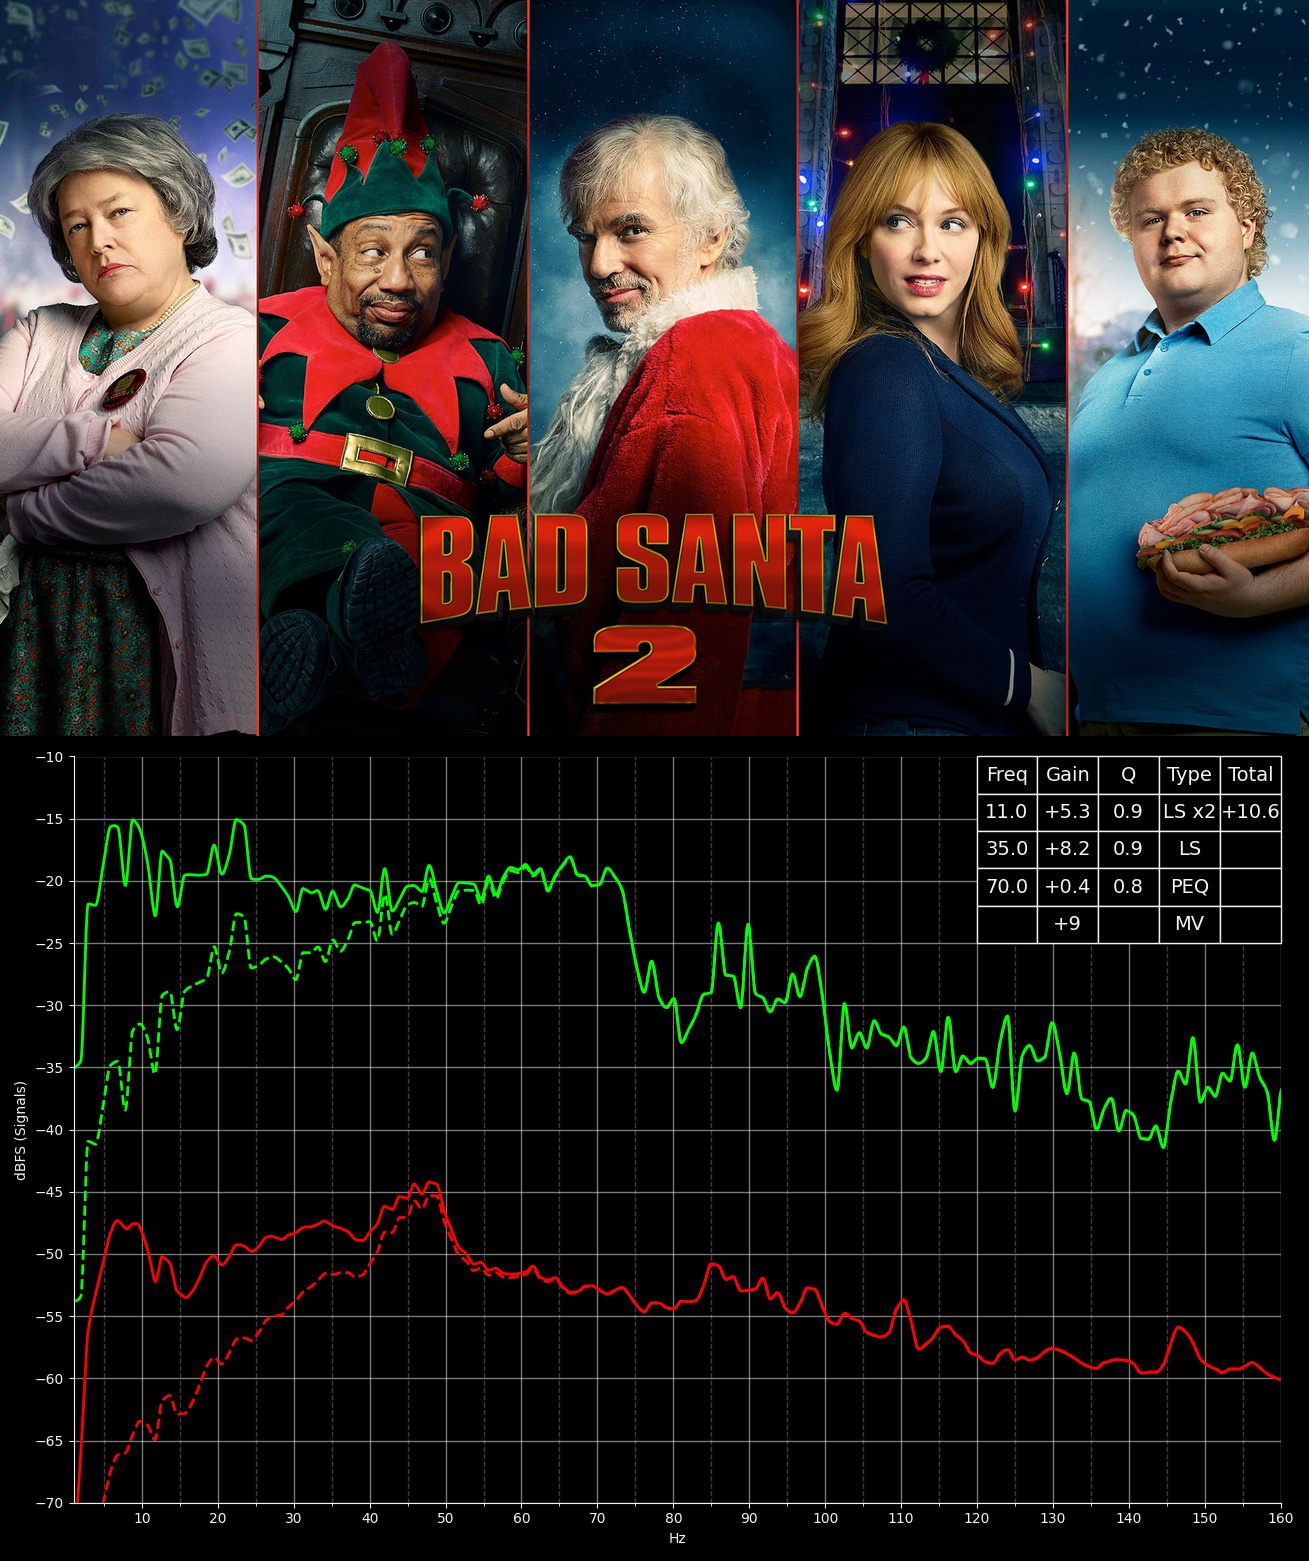 BAD SANTA
2
Freq Gain Q Type Total
11.0 +5.3 0.9 LS x2 +10.6
35.0 +8.2 0.9 LS
70.0 +0.4 0.8 PEQ
+9 MV
−10
−15
−20
−25
−30
−35
−40
−45
−50
−55
−60
−65
−70
dBFS (Signals)
10 20 30 40 50 60 70 80 90 100 110 120 130 140 150 160
Hz